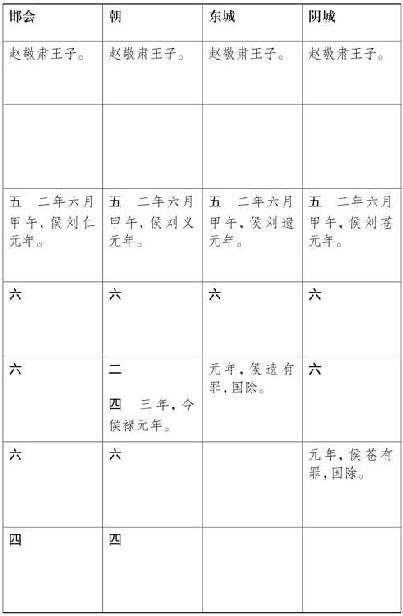 邯会
朝
东城
阴城
赵敬肃王子。
赵敬肃王子。
赵敬肃王子。
赵敬肃王子。
五　二年六月
甲午，侯刘仁
元年。
五　二年六月
甲午，侯刘义
元年。
五　二年六月
甲午，侯刘遗
元年。
五　二年六月
甲午，侯刘苍
元年。
六
六
六
六
六
二
四　三年，今
侯禄元年。
元年，侯遗有
罪，国除。
六
六
六
元年，侯苍有
罪，国除。
四
四